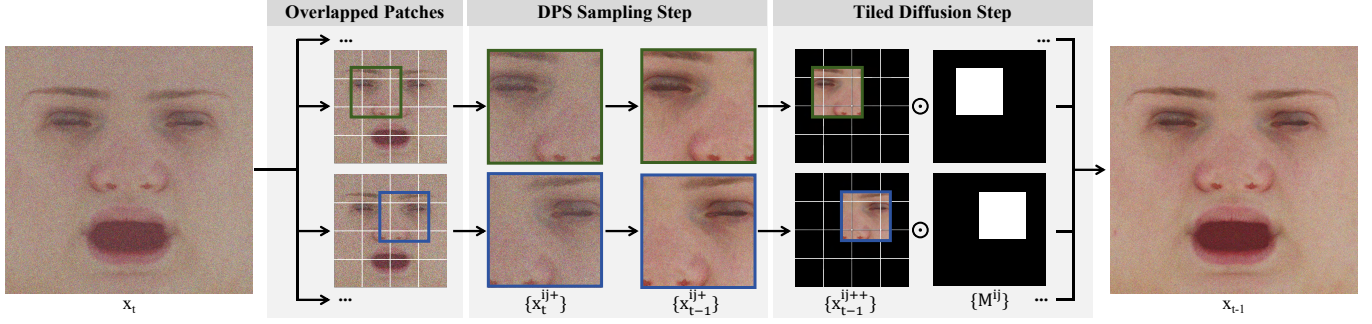 Overlapped Patches
DPS Sampling Step
Tiled Diffusion Step
...
...
x_t
{x_t^{ij+}}
{x_{t-1}^{ij+}}
{x_{t-1}^{ij++}}
⊙
⊙
{M^{ij}}
...
...
x_{t-1}